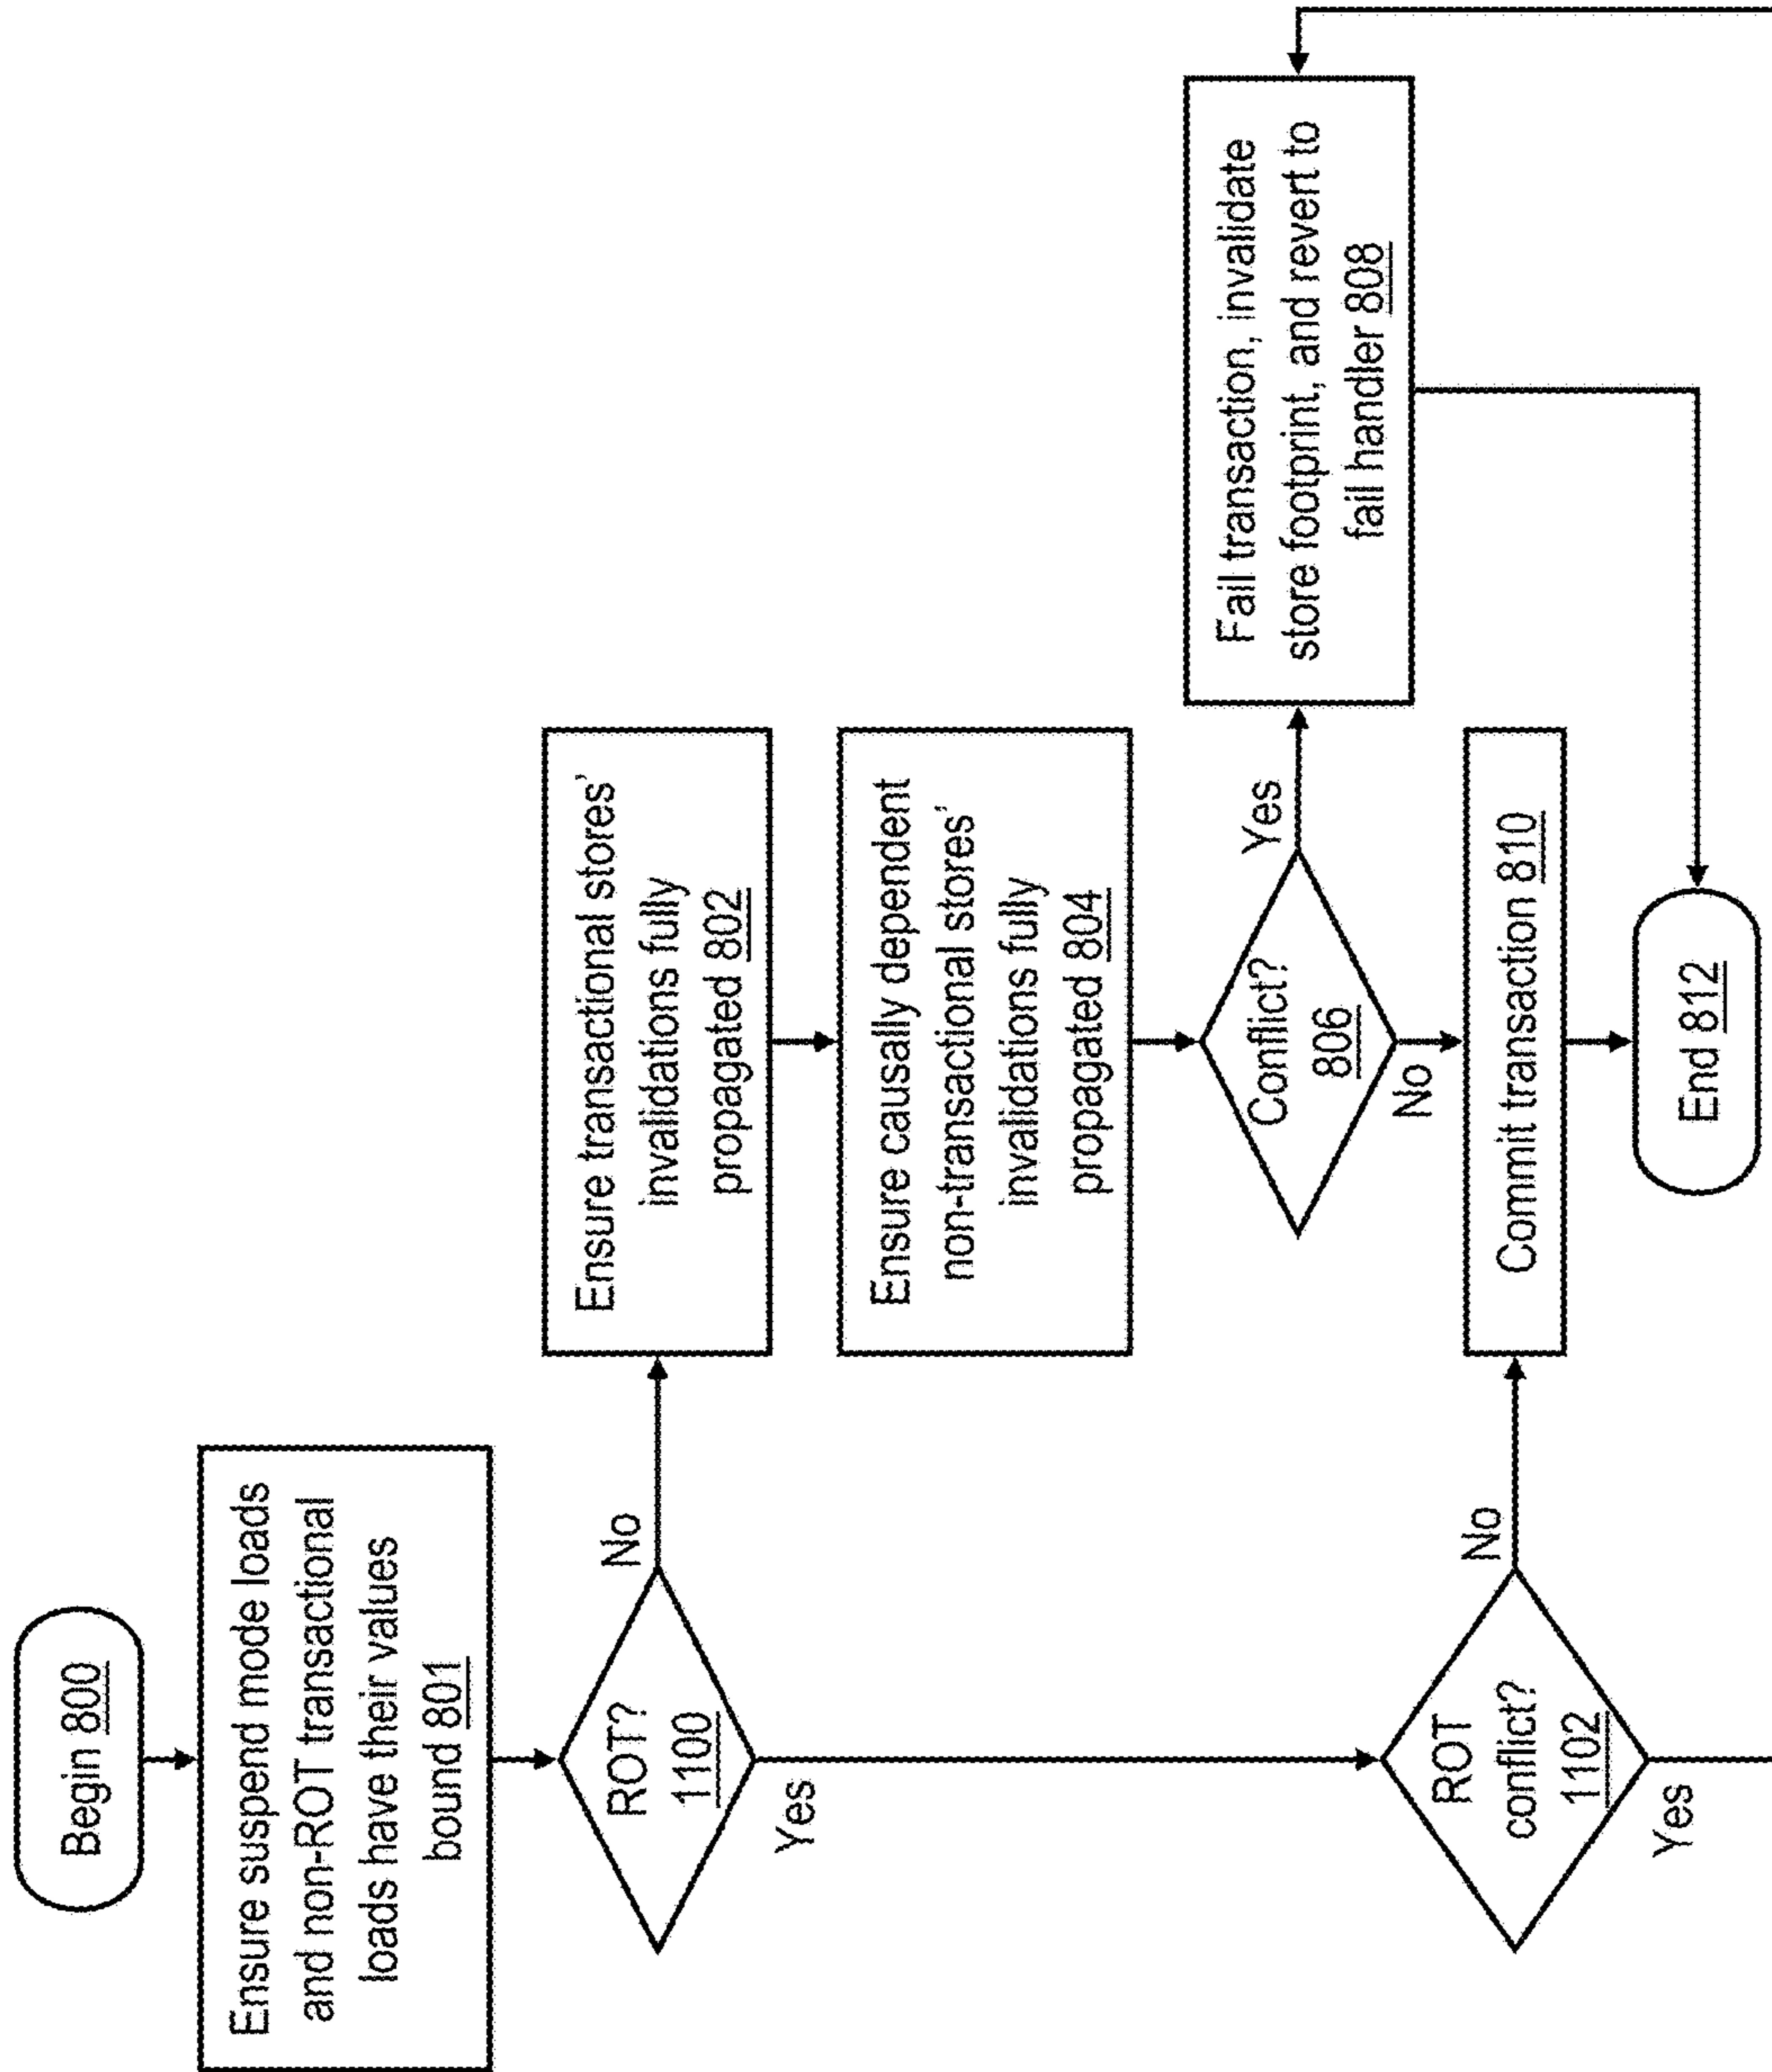 Begin 800
Ensure suspend mode loads
and non-ROT transactional
loads have their values
bound 801
ROT?
1100
No
Yes
Ensure transactional stores’
invalidations fully
propagated 802
Ensure causally dependent
non-transactional stores’
invalidations fully
propagated 804
Conflict?
806
Yes
No
Fail transaction, invalidate
store footprint, and revert to
fail handler 808
ROT
conflict?
1102
No
Yes
Commit transaction 810
End 812